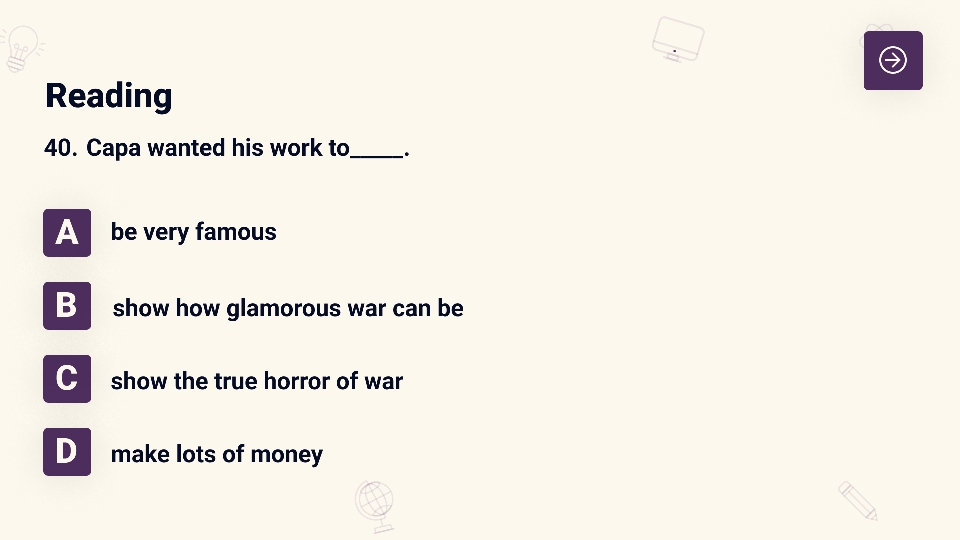 Reading
40. Capa wanted his work to_____.
A be very famous
B show how glamorous war can be
C show the true horror of war
D make lots of money